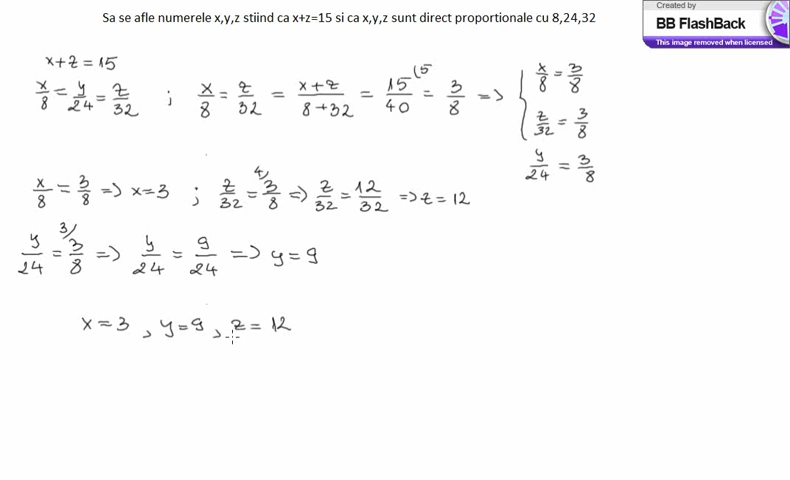 Sa se afle numerele x,y,z stiind ca x+z=15 si ca x,y,z sunt direct proportionale cu 8,24,32
Created by
BB FlashBack
This image removed when licensed
x+z=15
x/8 = y/24 = z/32 ; x/8 = z/32 = x+z/8+32 = 15/40 (5 = 3/8 => { x/8 = 3/8
z/32 = 3/8
y/24 = 3/8
x/8 = 3/8 => x=3 ; z/32 = 4) 3/8 => z/32 = 12/32 => z=12
y/24 = 3) 3/8 => y/24 = 9/24 => y=9
x=3 , y=9 , z=12